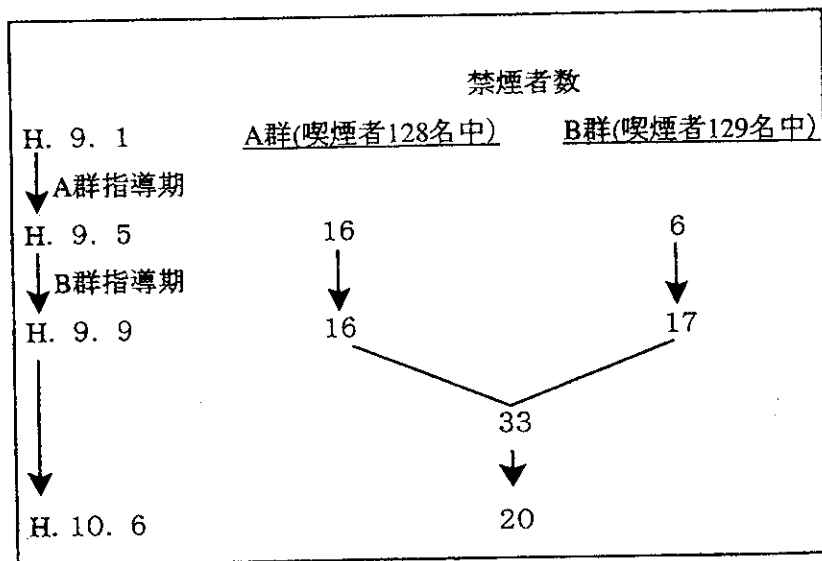 禁煙者数
H. 9. 1 A群(喫煙者128名中) B群(喫煙者129名中)
A群指導期
H. 9. 5 16 6
B群指導期
H. 9. 9 16 17
33
H. 10. 6 20